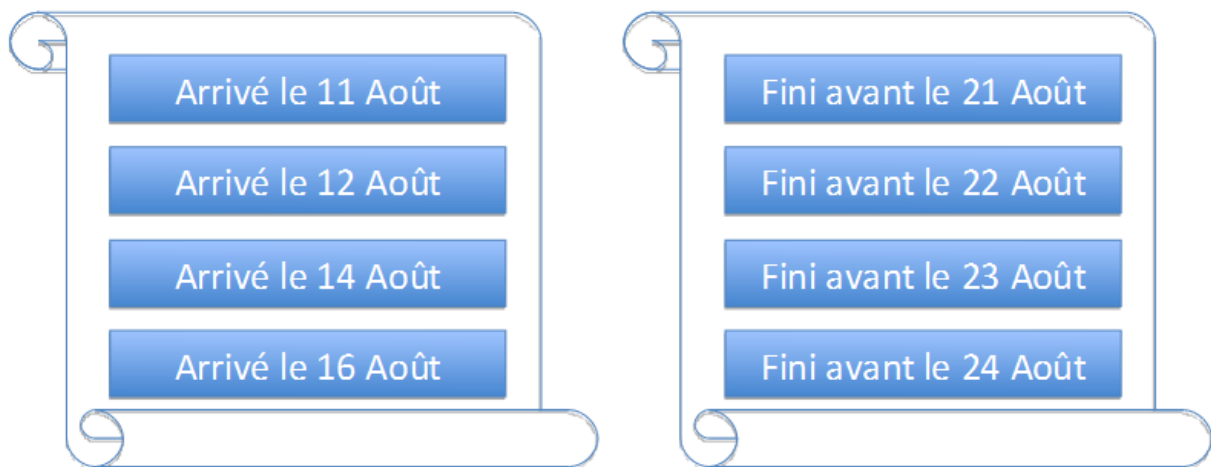 Arrivé le 11 Août
Arrivé le 12 Août
Arrivé le 14 Août
Arrivé le 16 Août
Fini avant le 21 Août
Fini avant le 22 Août
Fini avant le 23 Août
Fini avant le 24 Août